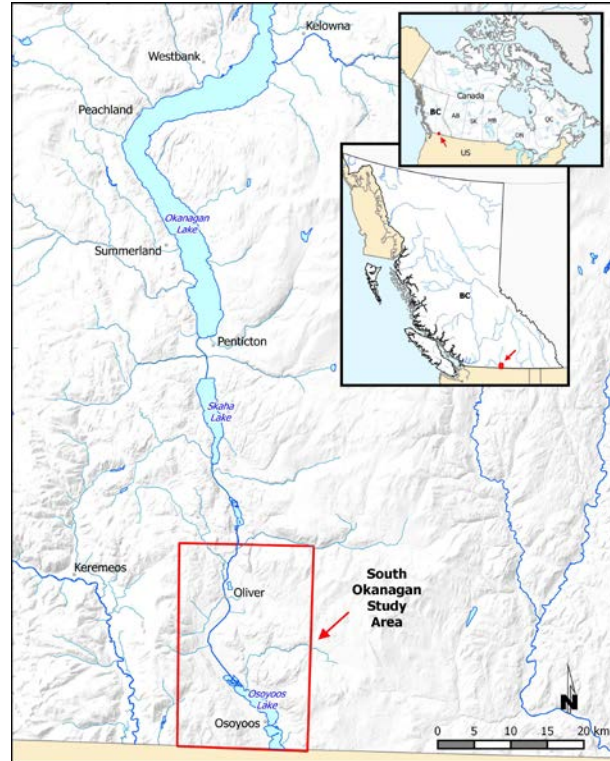 Kelowna
Westbank
Peachland
Okanagan
Lake
Summerland
Penticton
Skaha
Lake
Keremeos
Oliver
Osoyoos
Lake
Osoyoos
South
Okanagan
Study
Area
N
0 5 10 15 20 km
Canada
BC
AB
SK
MB
ON
QC
US
BC